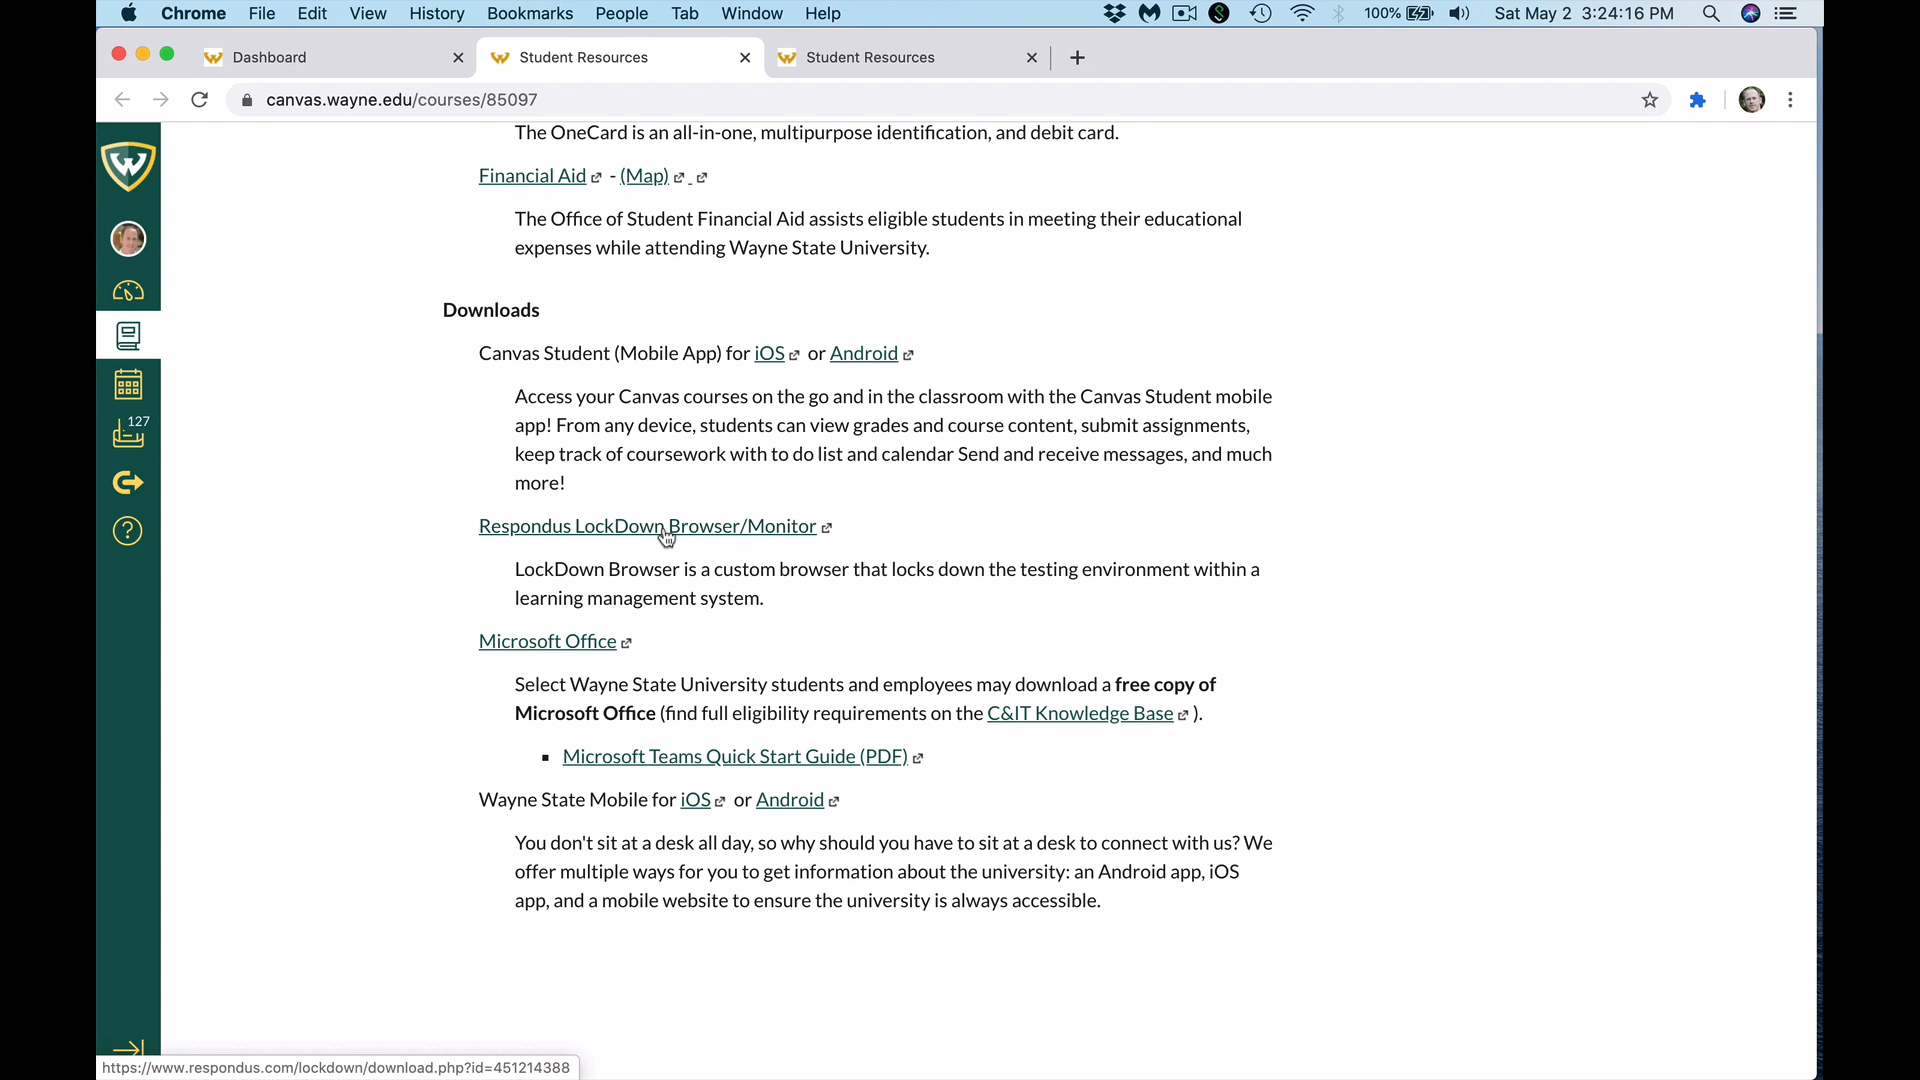 Chrome File Edit View History Bookmarks People Tab Window Help 100% Sat May 2 3:24:16 PM
Dashboard Student Resources Student Resources
canvas.wayne.edu/courses/85097
The OneCard is an all-in-one, multipurpose identification, and debit card.
Financial Aid - (Map)
The Office of Student Financial Aid assists eligible students in meeting their educational
expenses while attending Wayne State University.
Downloads
Canvas Student (Mobile App) for iOS or Android
Access your Canvas courses on the go and in the classroom with the Canvas Student mobile
app! From any device, students can view grades and course content, submit assignments,
keep track of coursework with to do list and calendar Send and receive messages, and much
more!
127
Respondus LockDown Browser/Monitor
LockDown Browser is a custom browser that locks down the testing environment within a
learning management system.
Microsoft Office
Select Wayne State University students and employees may download a free copy of
Microsoft Office (find full eligibility requirements on the C&IT Knowledge Base ).
Microsoft Teams Quick Start Guide (PDF)
Wayne State Mobile for iOS or Android
You don't sit at a desk all day, so why should you have to sit at a desk to connect with us? We
offer multiple ways for you to get information about the university: an Android app, iOS
app, and a mobile website to ensure the university is always accessible.
https://www.respondus.com/lockdown/download.php?id=451214388